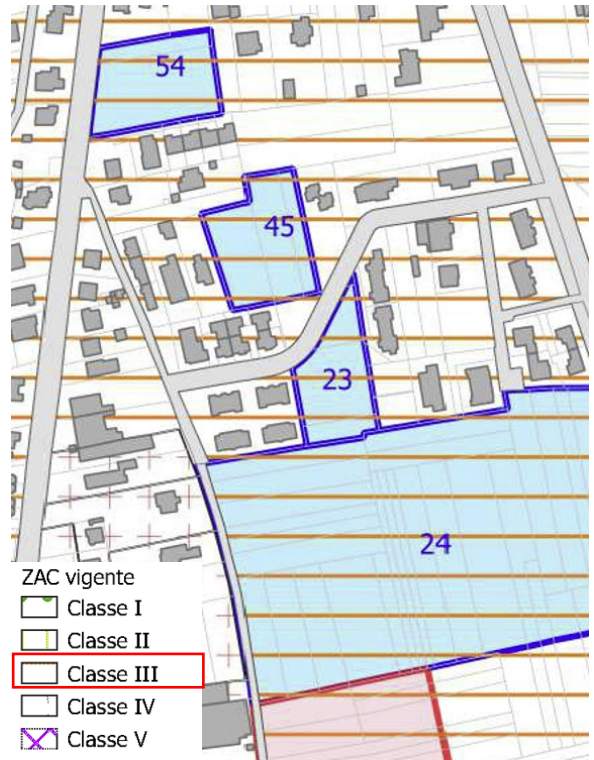 54
45
23
24
ZAC vigente
Classe I
Classe II
Classe III
Classe IV
Classe V